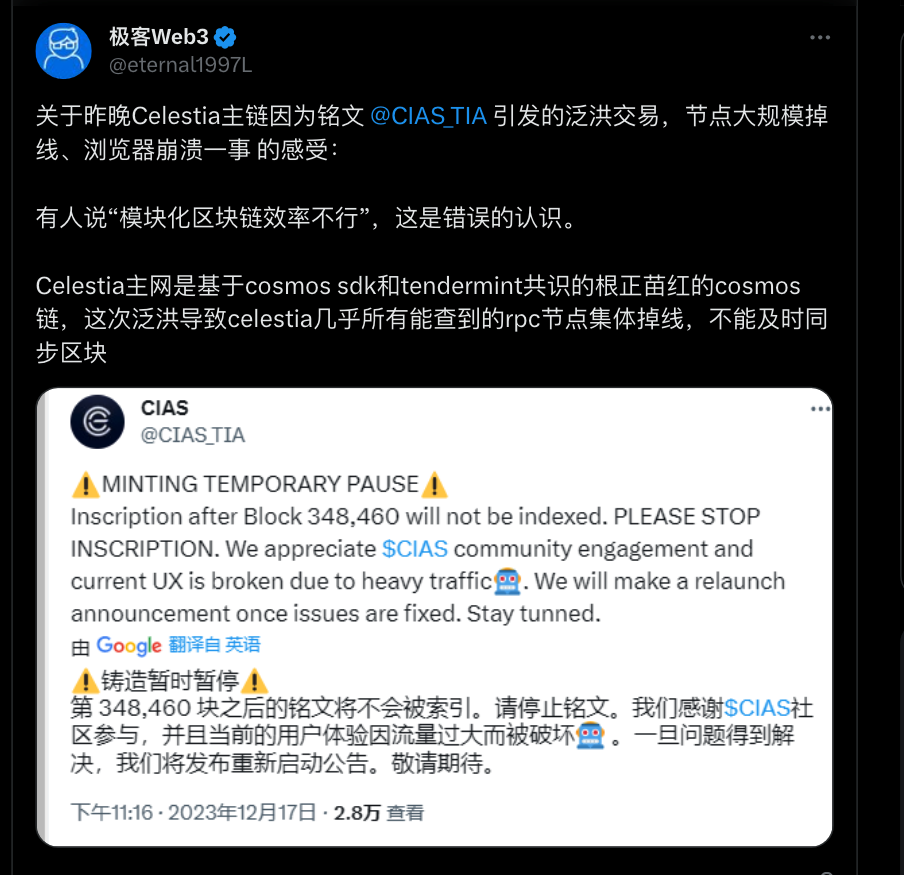 极客Web3
@eternal1997L
关于昨晚Celestia主链因为铭文 @CIAS_TIA 引发的泛洪交易，节点大规模掉
线、浏览器崩溃一事 的感受：
有人说“模块化区块链效率不行”，这是错误的认识。
Celestia主网是基于cosmos sdk和tendermint共识的根正苗红的cosmos
链，这次泛洪导致celestia几乎所有能查到的rpc节点集体掉线，不能及时同
步区块
CIAS
@CIAS_TIA
⚠️MINTING TEMPORARY PAUSE⚠️
Inscription after Block 348,460 will not be indexed. PLEASE STOP
INSCRIPTION. We appreciate $CIAS community engagement and
current UX is broken due to heavy traffic🤖. We will make a relaunch
announcement once issues are fixed. Stay tunned.
由 Google 翻译自 英语
⚠️铸造暂时暂停⚠️
第 348,460 块之后的铭文将不会被索引。请停止铭文。我们感谢$CIAS社
区参与，并且当前的用户体验因流量过大而被破坏🤖 。一旦问题得到解
决，我们将发布重新启动公告。敬请期待。
下午11:16 · 2023年12月17日 · 2.8万 查看